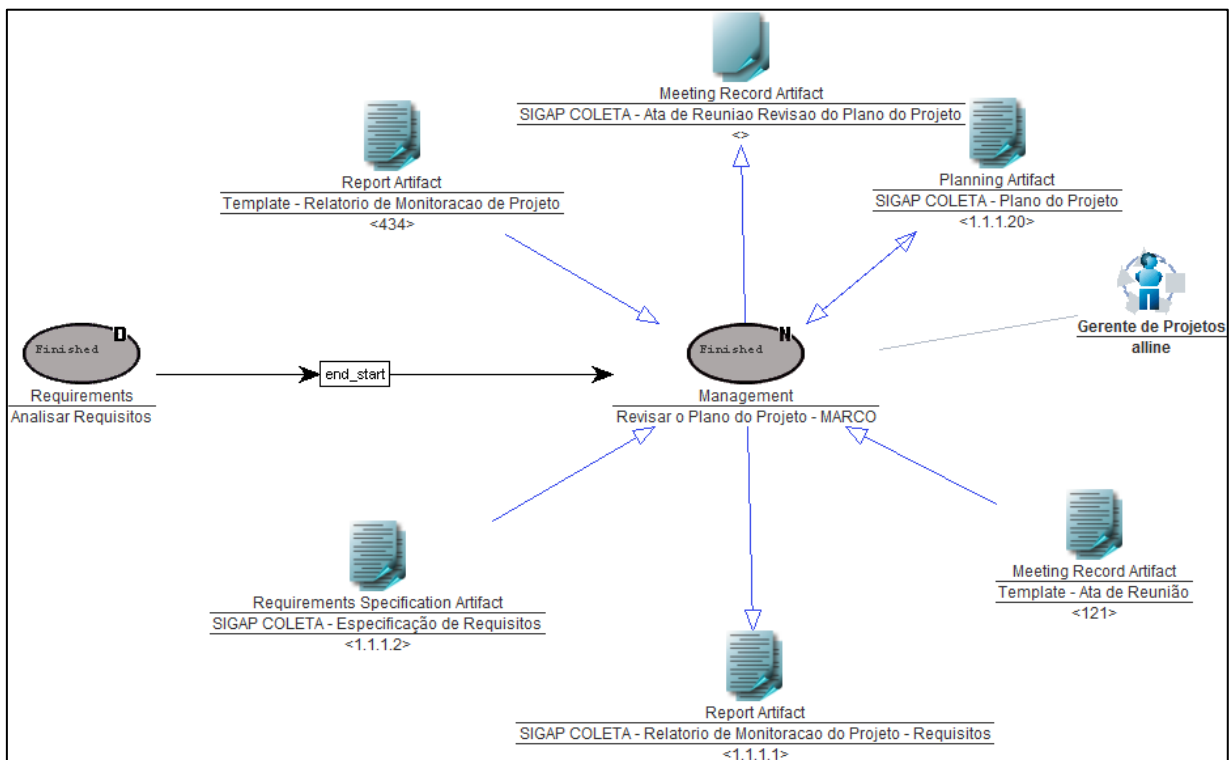 Meeting Record Artifact
SIGAP COLETA - Ata de Reuniao Revisao do Plano do Projeto
<>
Report Artifact
Template - Relatorio de Monitoracao de Projeto
<434>
Planning Artifact
SIGAP COLETA - Plano do Projeto
<1.1.1.20>
Gerente de Projetos
alline
D
Finished
Requirements
Analisar Requisitos
end_start
N
Finished
Management
Revisar o Plano do Projeto - MARCO
Requirements Specification Artifact
SIGAP COLETA - Especificação de Requisitos
<1.1.1.2>
Meeting Record Artifact
Template - Ata de Reunião
<121>
Report Artifact
SIGAP COLETA - Relatorio de Monitoracao do Projeto - Requisitos
<1.1.1.1>